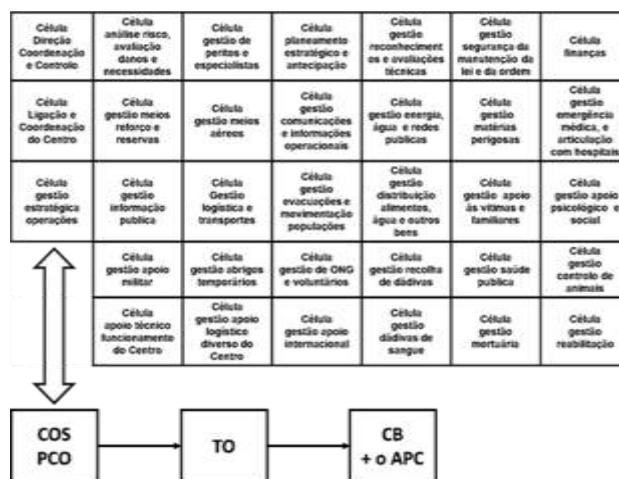 Célula
Direção
Coordenação
e Controlo
Célula
análise risco,
avaliação
danos e
necessidades
Célula
gestão de
peritos e
especialistas
Célula
planeamento
estratégico e
antecipação
Célula
gestão
reconheciment
os e avaliações
técnicas
Célula
gestão
segurança da
manutenção da
lei e da ordem
Célula
finanças
Célula
Ligação e
Coordenação
do Centro
Célula
gestão meios
reforço e
reservas
Célula
gestão meios
aéreos
Célula
gestão
comunicações
e informações
operacionais
Célula
gestão energia,
água e redes
publicas
Célula
gestão
matérias
perigosas
Célula
gestão
emergência
médica, e
articulação
com hospitais
Célula
gestão
estratégica
operações
Célula
gestão
informação
publica
Célula
Gestão
logística e
transportes
Célula
gestão
evacuações e
movimentação
populações
Célula
gestão
distribuição
alimentos,
água e outros
bens
Célula
gestão apoio
às vítimas e
familiares
Célula
gestão apoio
psicológico e
social
Célula
gestão apoio
militar
Célula
gestão abrigos
temporários
Célula
gestão de ONG
e voluntários
Célula
gestão recolha
de dádivas
Célula
gestão saúde
publica
Célula
gestão
controlo de
animais
Célula
apoio técnico
funcionamento
do Centro
Célula
gestão apoio
logístico
diverso do
Centro
Célula
gestão apoio
internacional
Célula
gestão
dádivas de
sangue
Célula
gestão
mortuária
Célula
gestão
reabilitação
COS
PCO
TO
CB
+ o APC